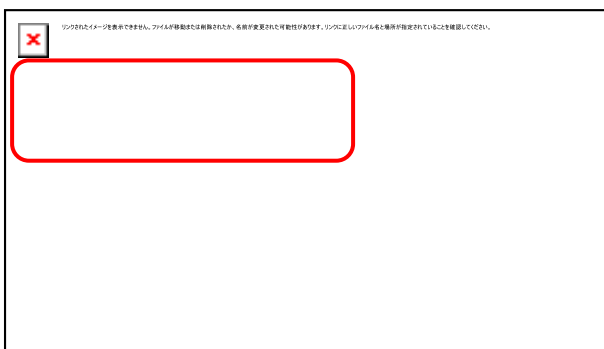 リンクされたイメージを表示できません。ファイルが移動または削除されたか、名前が変更された可能性があります。リンクに正しいファイル名と場所が指定されていることを確認してください。